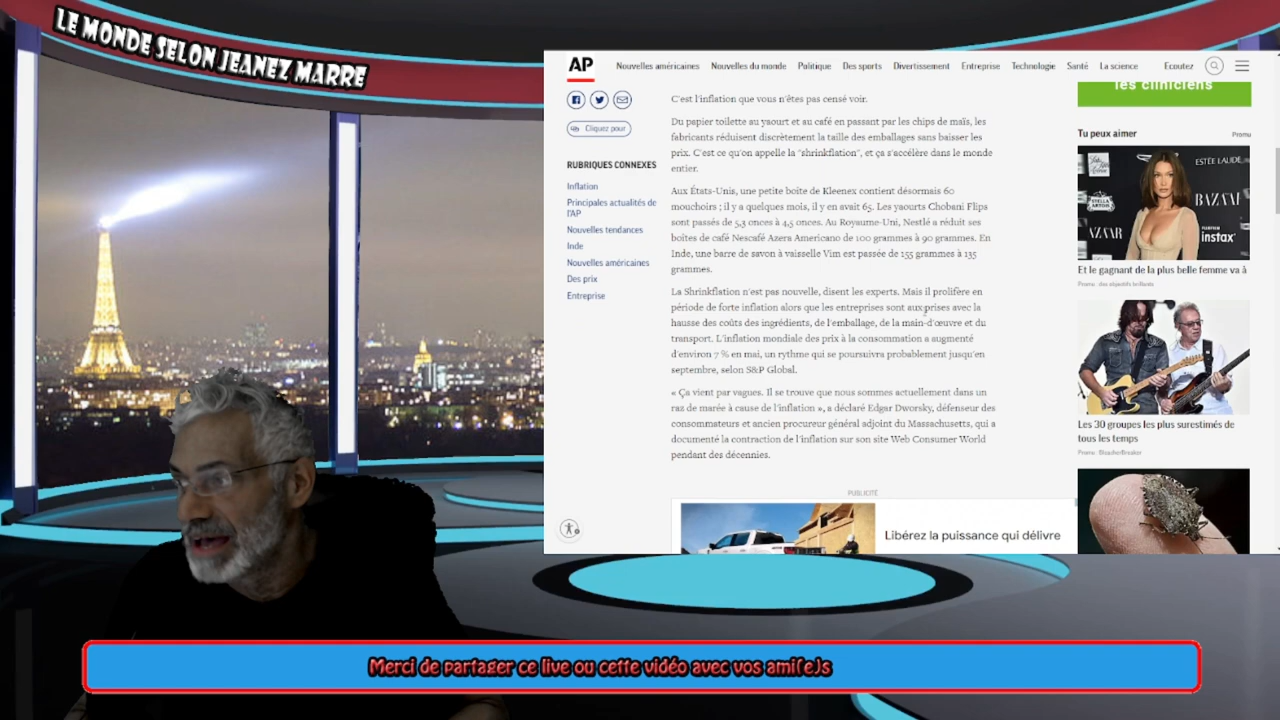 LE MONDE SELON JEANEZ MARRE
AP
Nouvelles américaines Nouvelles du monde Politique Des sports Divertissement Entreprise Technologie Santé La science Ecoutez
Cliquez pour
RUBRIQUES CONNEXES
Inflation
Principales actualités de
l'AP
Nouvelles tendances
Inde
Nouvelles américaines
Des prix
Entreprise
C'est l'inflation que vous n'êtes pas censé voir.
Du papier toilette au yaourt et au café en passant par les chips de maïs, les
fabricants réduisent discrètement la taille des emballages sans baisser les
prix. C'est ce qu'on appelle la "shrinkflation", et ça s'accélère dans le monde
entier.
Aux États-Unis, une petite boîte de Kleenex contient désormais 60
mouchoirs ; il y a quelques mois, il y en avait 65. Les yaourts Chobani Flips
sont passés de 5,3 onces à 4,5 onces. Au Royaume-Uni, Nestlé a réduit ses
boîtes de café Nescafé Azera Americano de 100 grammes à 90 grammes. En
Inde, une barre de savon à vaisselle Vim est passée de 155 grammes à 135
grammes.
La Shrinkflation n'est pas nouvelle, disent les experts. Mais il prolifère en
période de forte inflation alors que les entreprises sont aux prises avec la
hausse des coûts des ingrédients, de l'emballage, de la main-d'œuvre et du
transport. L'inflation mondiale des prix à la consommation a augmenté
d'environ 7 % en mai, un rythme qui se poursuivra probablement jusqu'en
septembre, selon S&P Global.
« Ça vient par vagues. Il se trouve que nous sommes actuellement dans un
raz de marée à cause de l'inflation », a déclaré Edgar Dworsky, défenseur des
consommateurs et ancien procureur général adjoint du Massachusetts, qui a
documenté la contraction de l'inflation sur son site Web Consumer World
pendant des décennies.
PUBLICITÉ
Libérez la puissance qui délivre
les cliniciens
Tu peux aimer Promu
ESTÉE LAUDE
STELLA
ARTOIS
BAZAAR
AZAAR
instax
Et le gagnant de la plus belle femme va à
Promu : des objectifs brillants
Les 30 groupes les plus surestimés de
tous les temps
Promu : BleacherBreaker
Merci de partager ce live ou cette vidéo avec vos ami(e)s